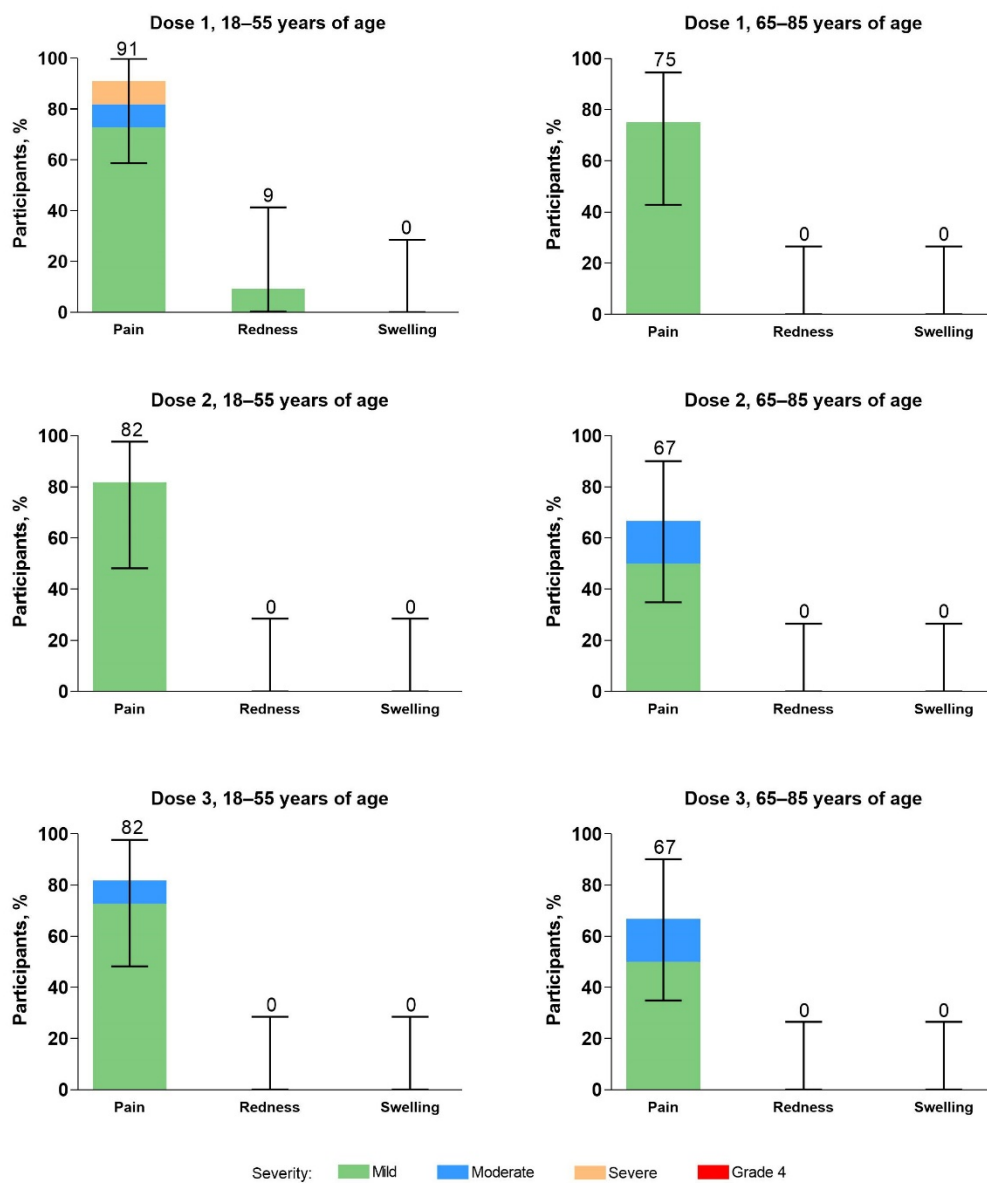 Dose 1, 18–55 years of age
Participants, %
100
80
60
40
20
0
91
9
0
Pain Redness Swelling
Dose 1, 65–85 years of age
Participants, %
100
80
60
40
20
0
75
0
0
Pain Redness Swelling
Dose 2, 18–55 years of age
Participants, %
100
80
60
40
20
0
82
0
0
Pain Redness Swelling
Dose 2, 65–85 years of age
Participants, %
100
80
60
40
20
0
67
0
0
Pain Redness Swelling
Dose 3, 18–55 years of age
Participants, %
100
80
60
40
20
0
82
0
0
Pain Redness Swelling
Dose 3, 65–85 years of age
Participants, %
100
80
60
40
20
0
67
0
0
Pain Redness Swelling
Severity: Mild Moderate Severe Grade 4